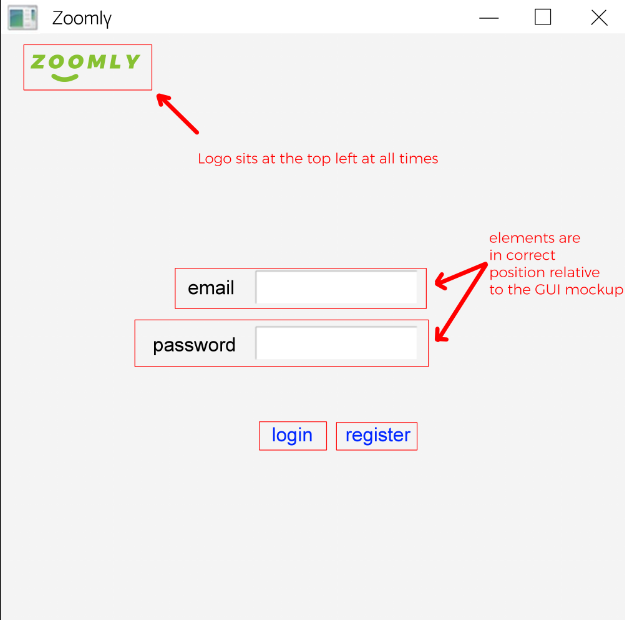 Zoomly
ZOOMLY
Logo sits at the top left at all times
elements are
in correct
position relative
to the GUI mockup
email
password
login
register